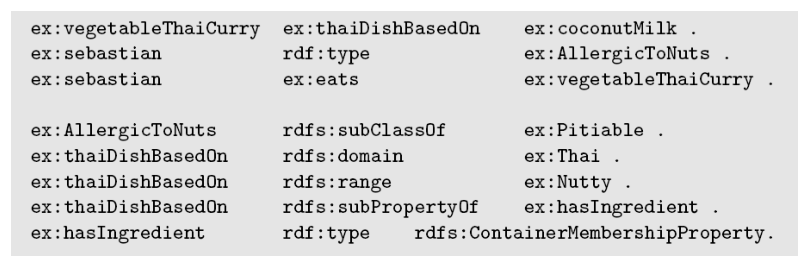 ex:vegetableThaiCurry ex:thaiDishBasedOn ex:coconutMilk .
ex:sebastian rdf:type ex:AllergicToNuts .
ex:sebastian ex:eats ex:vegetableThaiCurry .
ex:AllergicToNuts rdfs:subClassOf ex:Pitiable .
ex:thaiDishBasedOn rdfs:domain ex:Thai .
ex:thaiDishBasedOn rdfs:range ex:Nutty .
ex:thaiDishBasedOn rdfs:subPropertyOf ex:hasIngredient .
ex:hasIngredient rdf:type rdfs:ContainerMembershipProperty.